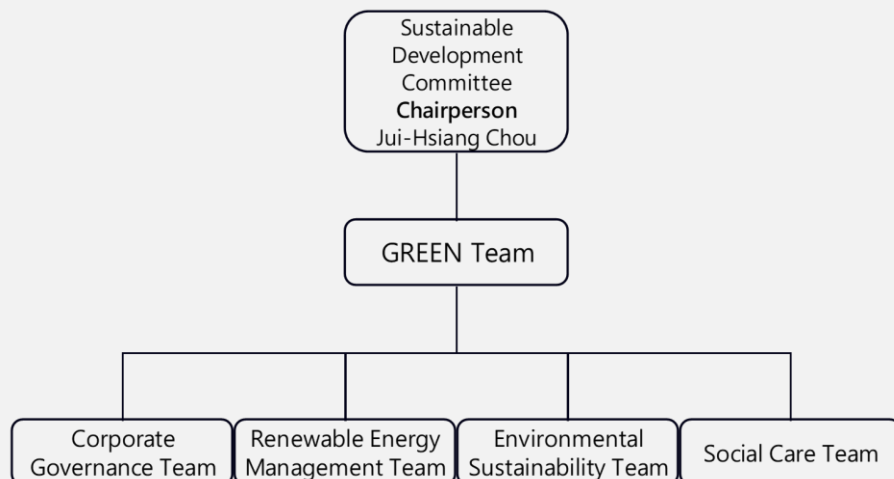 Sustainable
Development
Committee
Chairperson
Jui-Hsiang Chou
GREEN Team
Corporate
Governance Team
Renewable Energy
Management Team
Environmental
Sustainability Team
Social Care Team